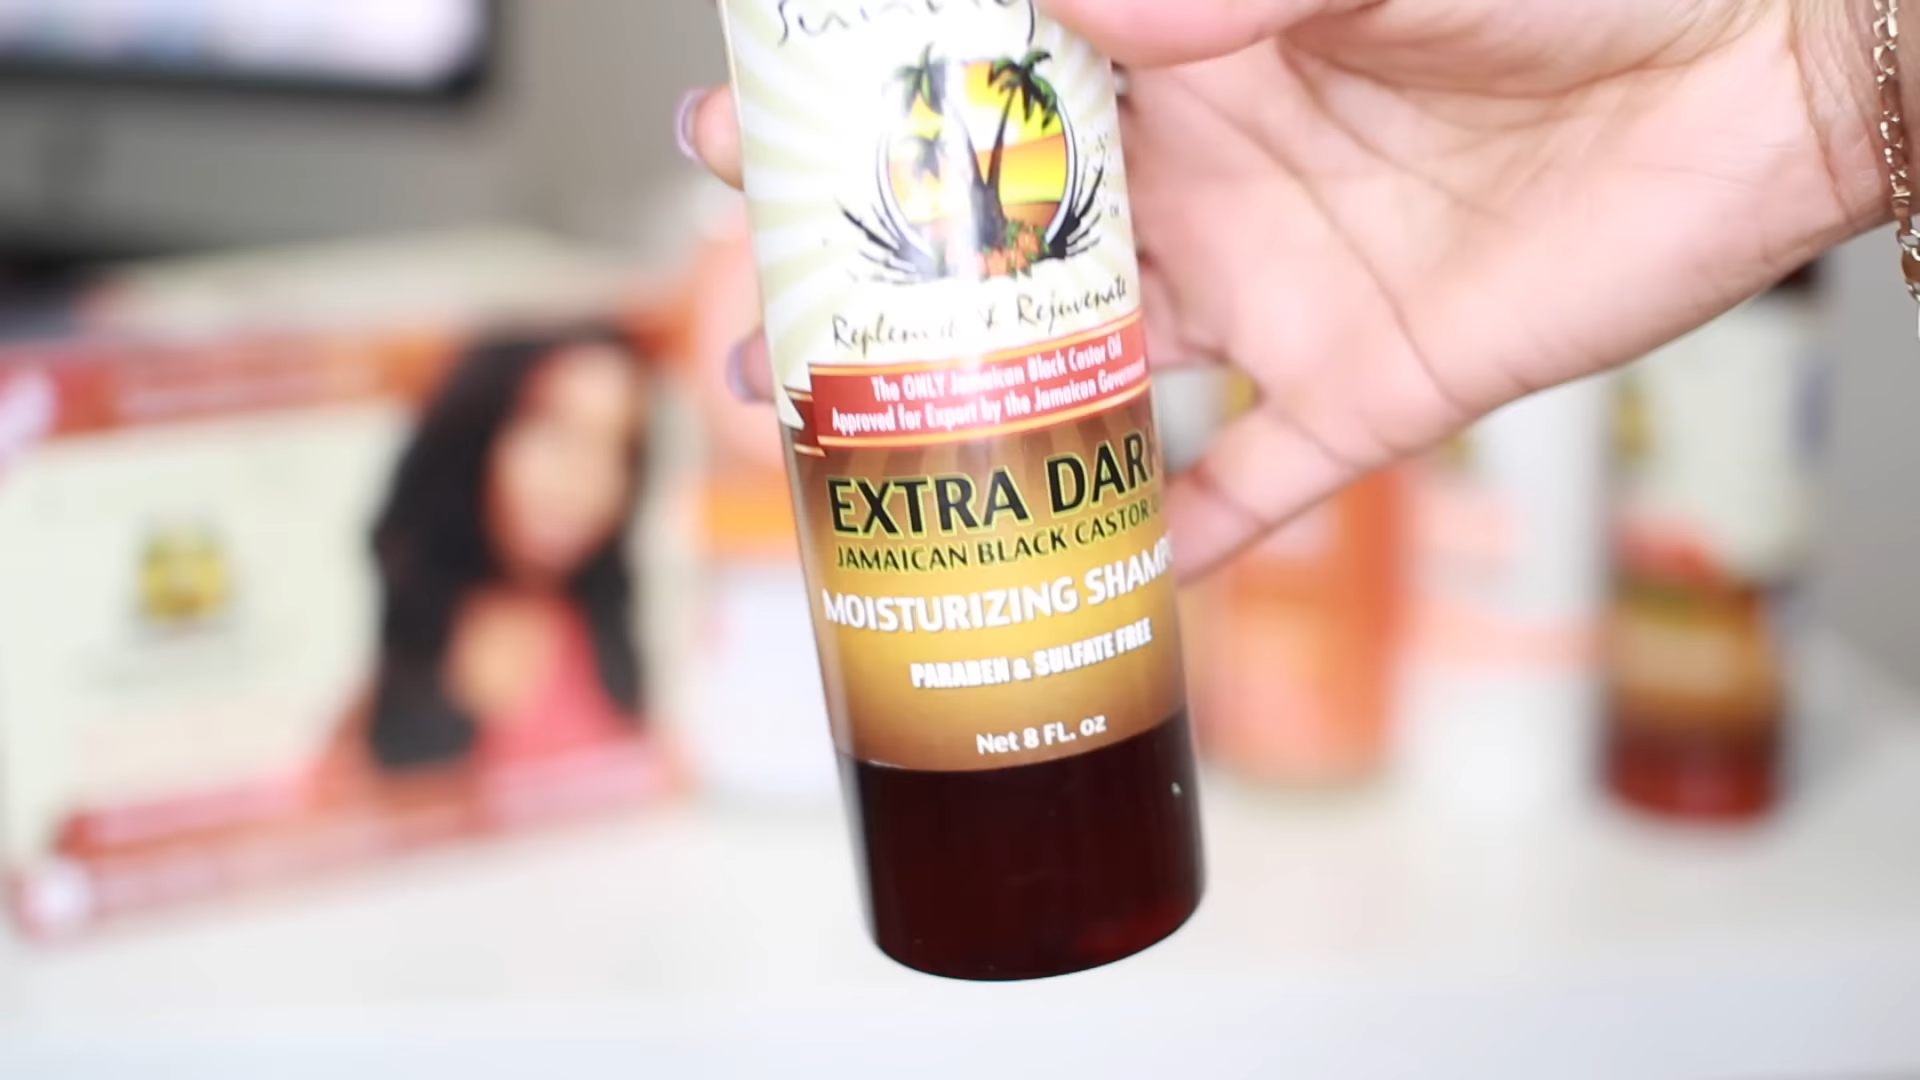 Replenish & Rejuvenate
The ONLY Jamaican Black Castor Oil
Approved for Export by the Jamaican Government
EXTRA DARK
JAMAICAN BLACK CASTOR
MOISTURIZING SHAMP
PARABEN & SULFATE FREE
Net 8 FL. oz